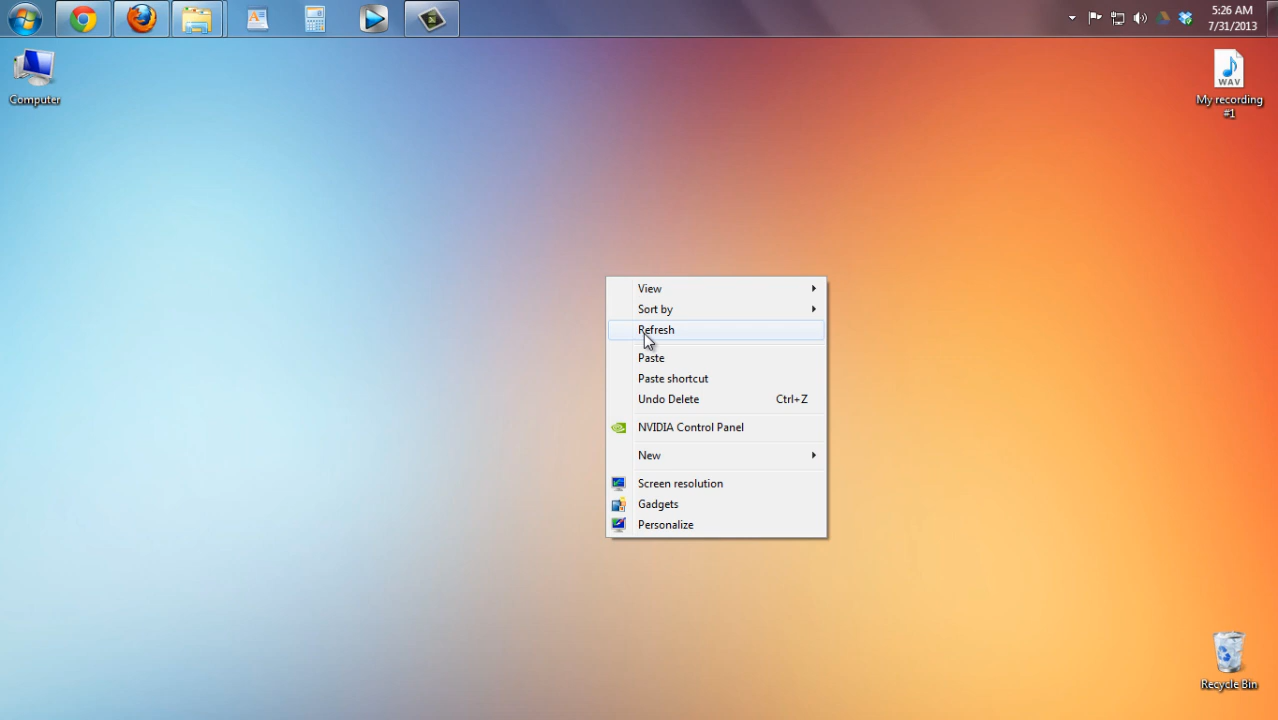 5:26 AM
7/31/2013
Computer
WAV
My recording
#1
View
Sort by
Refresh
Paste
Paste shortcut
Undo Delete Ctrl+Z
NVIDIA Control Panel
New
Screen resolution
Gadgets
Personalize
Recycle Bin